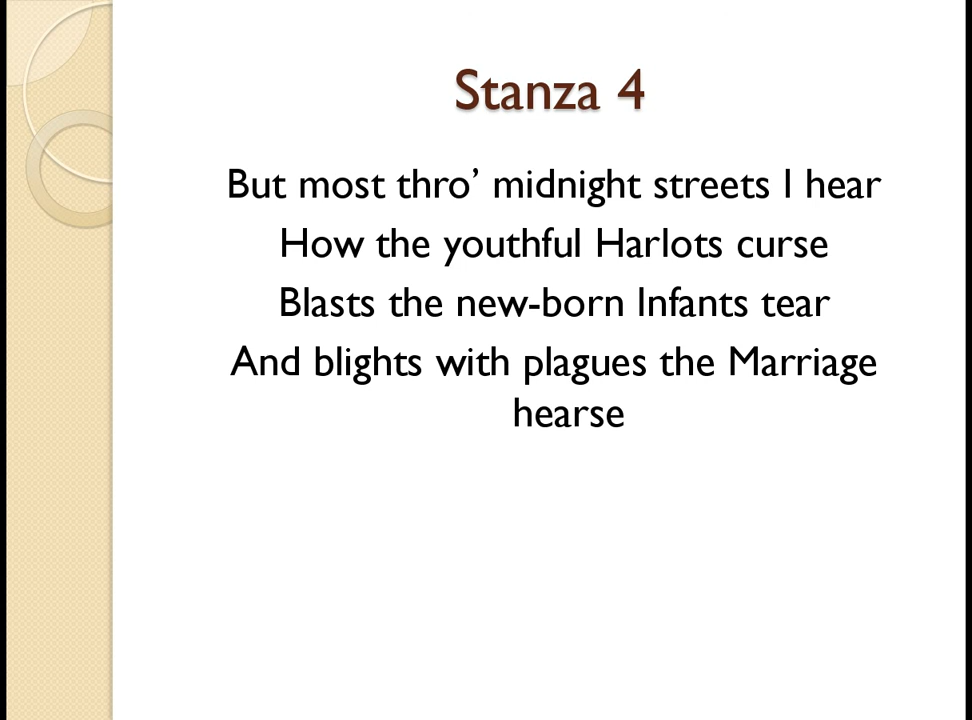 Stanza 4
But most thro’ midnight streets I hear
How the youthful Harlots curse
Blasts the new-born Infants tear
And blights with plagues the Marriage
hearse